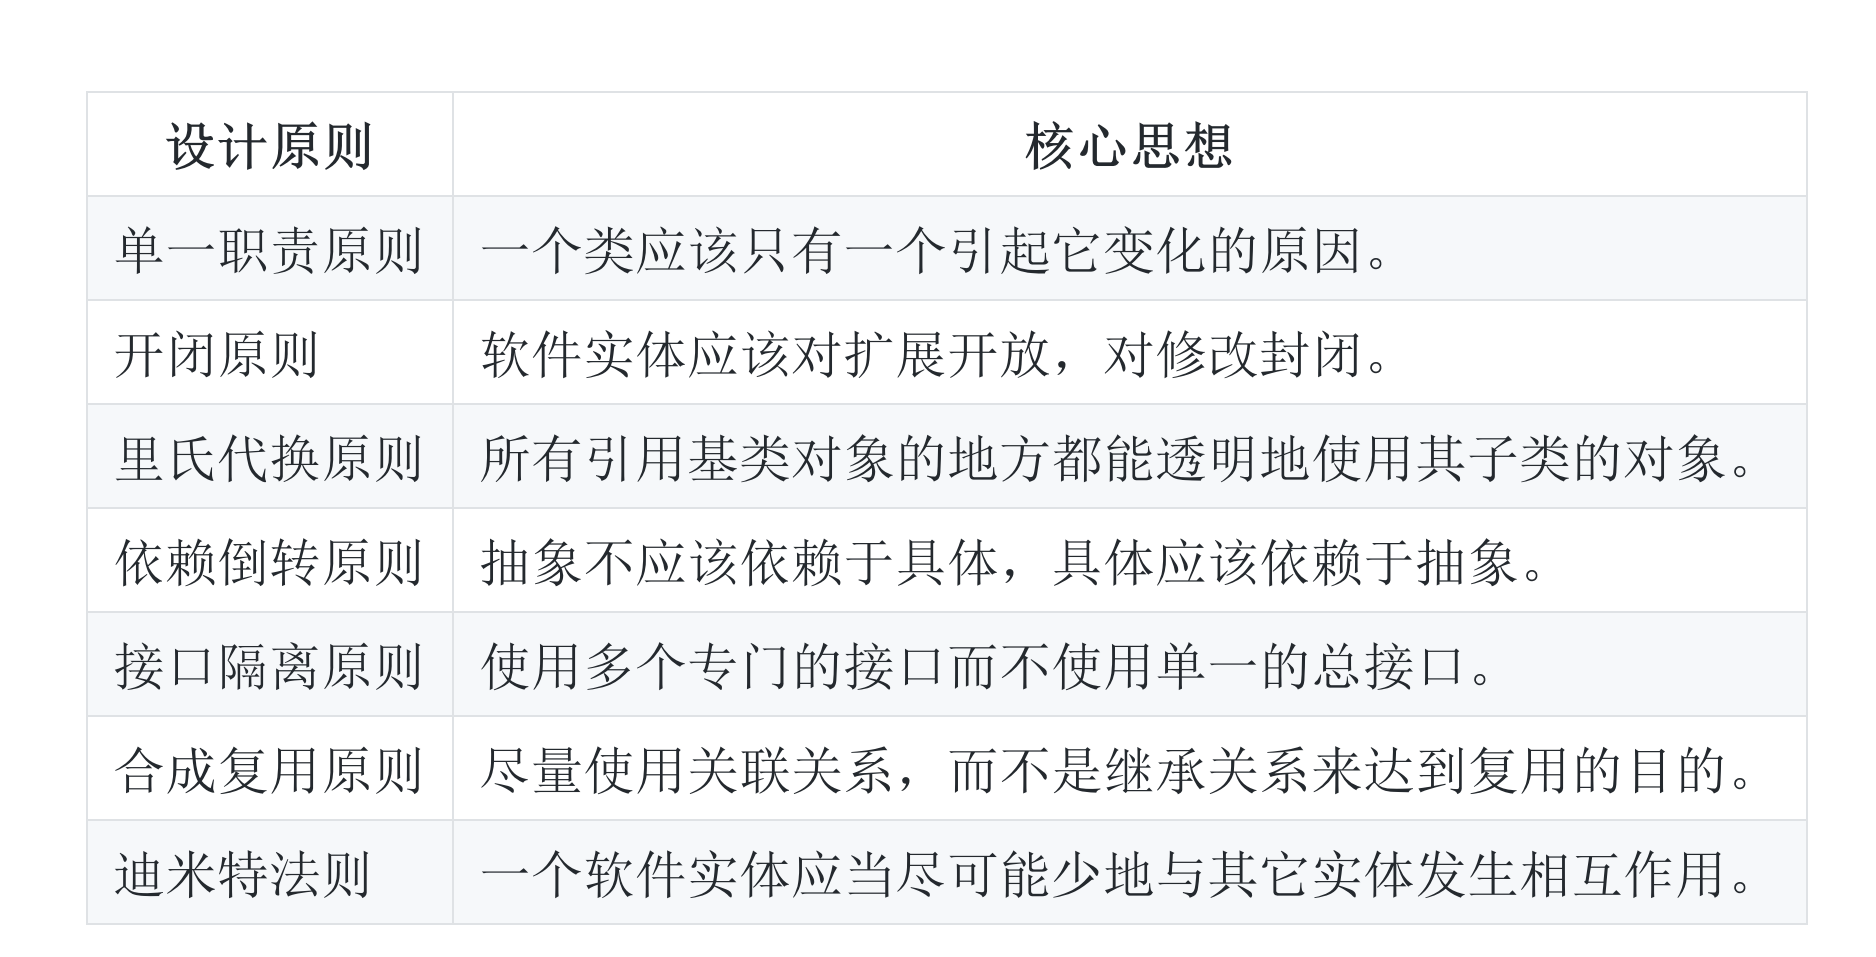 设计原则 核心思想
单一职责原则 一个类应该只有一个引起它变化的原因。
开闭原则 软件实体应该对扩展开放，对修改封闭。
里氏代换原则 所有引用基类对象的地方都能透明地使用其子类的对象。
依赖倒转原则 抽象不应该依赖于具体，具体应该依赖于抽象。
接口隔离原则 使用多个专门的接口而不使用单一的总接口。
合成复用原则 尽量使用关联关系，而不是继承关系来达到复用的目的。
迪米特法则 一个软件实体应当尽可能少地与其它实体发生相互作用。